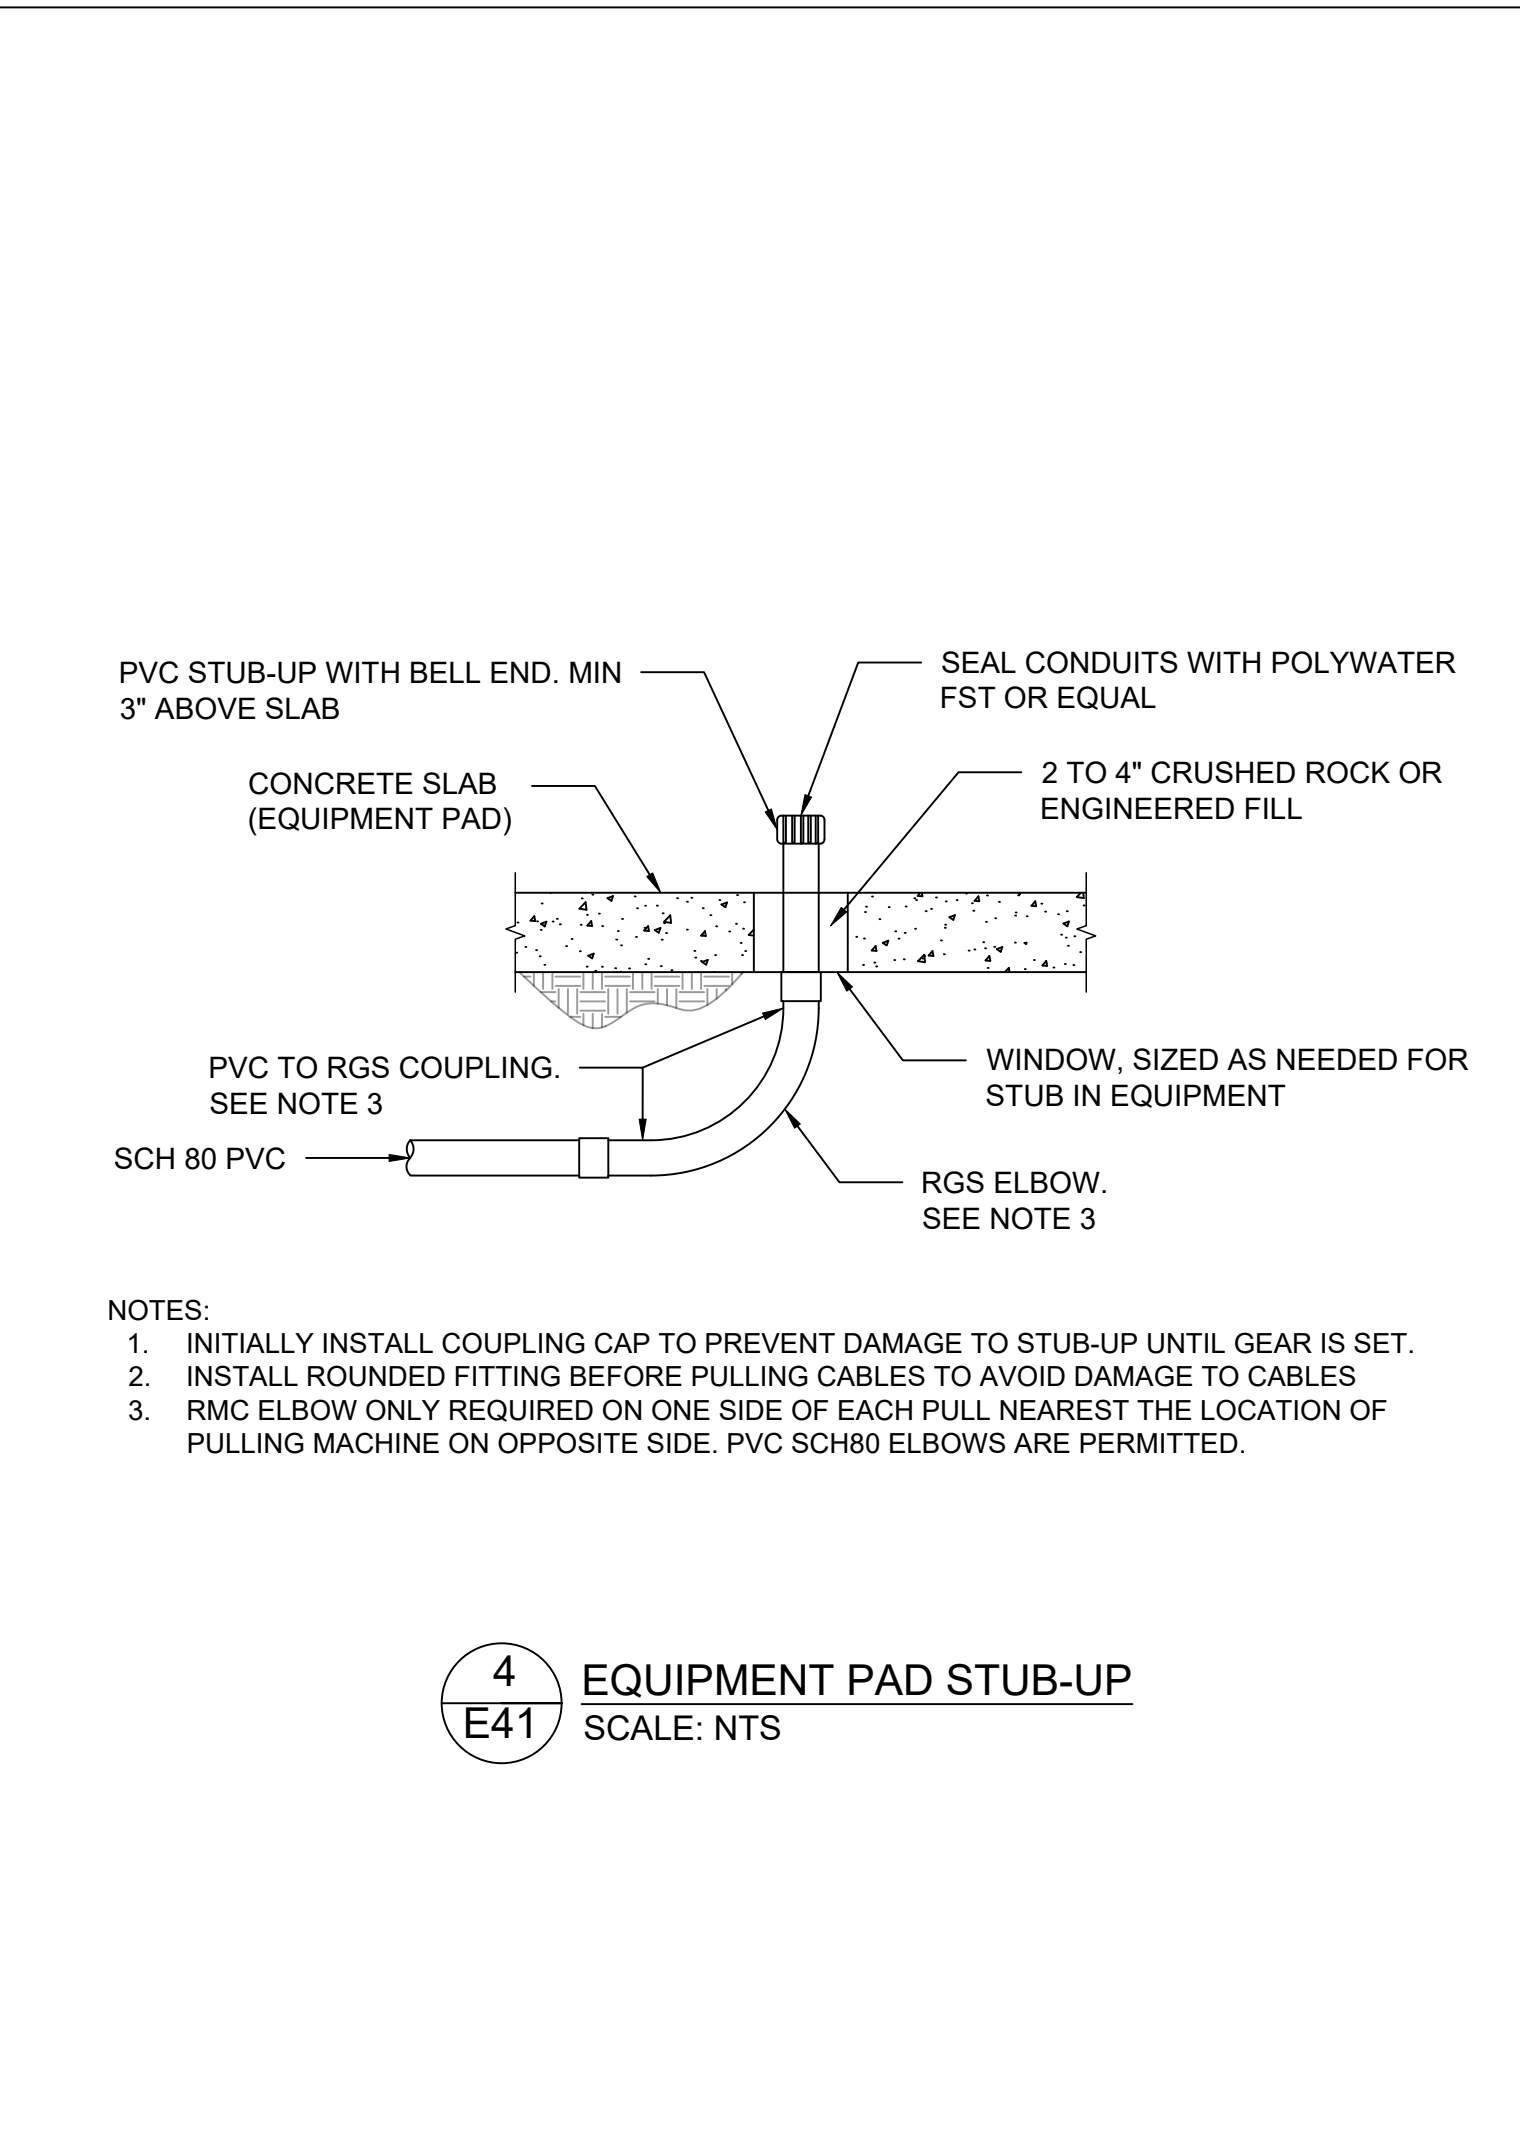 PVC STUB-UP WITH BELL END. MIN
3" ABOVE SLAB
SEAL CONDUITS WITH POLYWATER
FST OR EQUAL
CONCRETE SLAB
(EQUIPMENT PAD)
2 TO 4" CRUSHED ROCK OR
ENGINEERED FILL
PVC TO RGS COUPLING.
SEE NOTE 3
WINDOW, SIZED AS NEEDED FOR
STUB IN EQUIPMENT
SCH 80 PVC
RGS ELBOW.
SEE NOTE 3
NOTES:
1. INITIALLY INSTALL COUPLING CAP TO PREVENT DAMAGE TO STUB-UP UNTIL GEAR IS SET.
2. INSTALL ROUNDED FITTING BEFORE PULLING CABLES TO AVOID DAMAGE TO CABLES
3. RMC ELBOW ONLY REQUIRED ON ONE SIDE OF EACH PULL NEAREST THE LOCATION OF
PULLING MACHINE ON OPPOSITE SIDE. PVC SCH80 ELBOWS ARE PERMITTED.
4
E41
EQUIPMENT PAD STUB-UP
SCALE: NTS